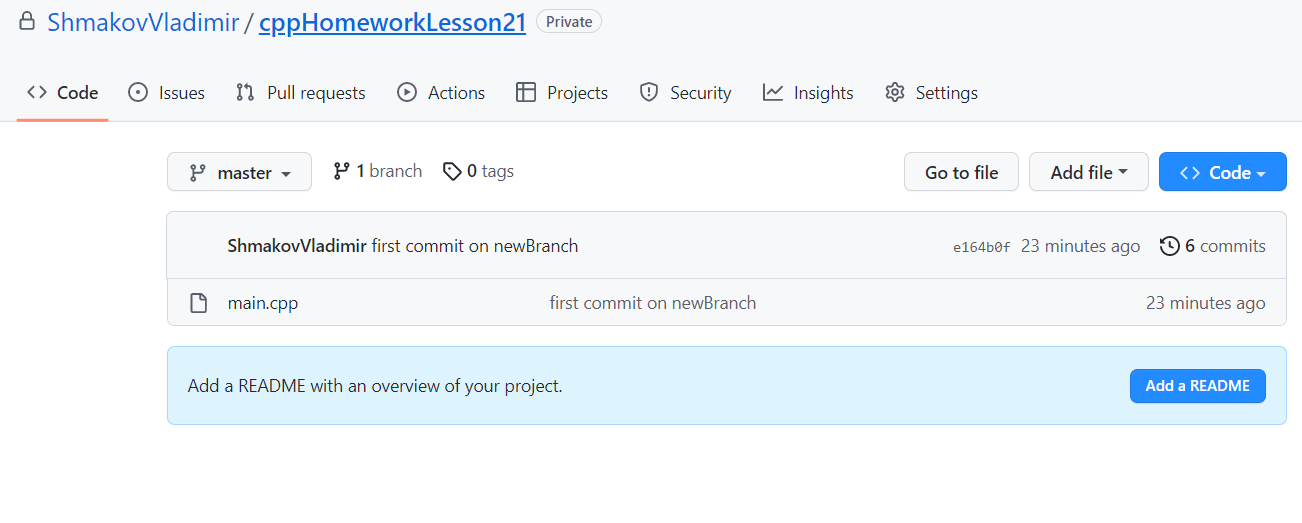 ShmakovVladimir / cppHomeworkLesson21 Private
Code Issues Pull requests Actions Projects Security Insights Settings
master 1 branch 0 tags Go to file Add file Code
ShmakovVladimir first commit on newBranch e164b0f 23 minutes ago 6 commits
main.cpp first commit on newBranch 23 minutes ago
Add a README with an overview of your project. Add a README